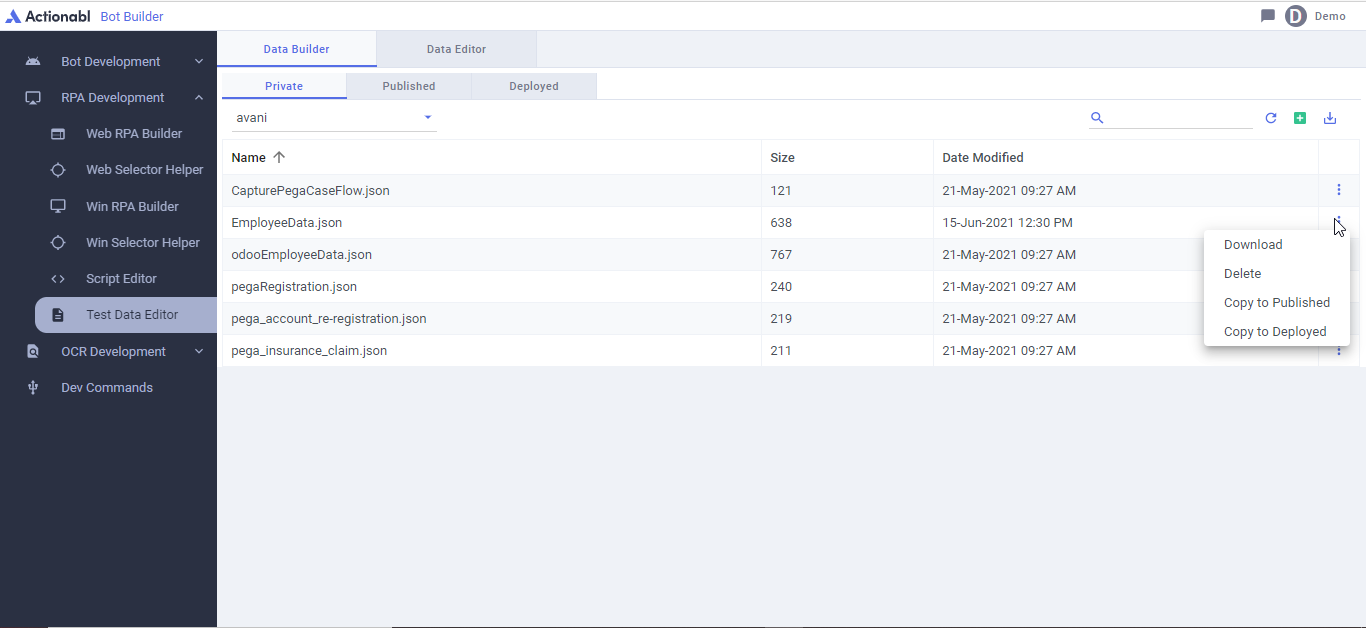 Actionabl Bot Builder
D Demo
Bot Development
RPA Development
Web RPA Builder
Web Selector Helper
Win RPA Builder
Win Selector Helper
Script Editor
Test Data Editor
OCR Development
Dev Commands
Data Builder Data Editor
Private Published Deployed
avani
Name Size Date Modified
CapturePegaCaseFlow.json 121 21-May-2021 09:27 AM
EmployeeData.json 638 15-Jun-2021 12:30 PM
odooEmployeeData.json 767 21-May-2021 09:27 AM
pegaRegistration.json 240 21-May-2021 09:27 AM
pega_account_re-registration.json 219 21-May-2021 09:27 AM
pega_insurance_claim.json 211 21-May-2021 09:27 AM
Download
Delete
Copy to Published
Copy to Deployed